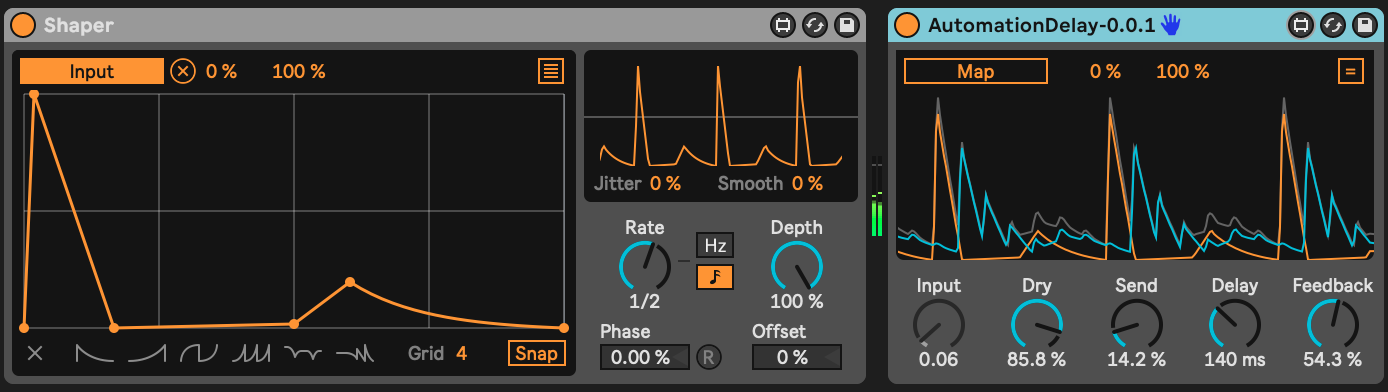 Shaper
Input 0 % 100 %
Jitter 0 % Smooth 0 %
Rate Depth
Hz
1/2 100 %
Phase Offset
0.00 % R 0 %
Grid 4 Snap
AutomationDelay-0.0.1
Map 0 % 100 % =
Input Dry Send Delay Feedback
0.06 85.8 % 14.2 % 140 ms 54.3 %